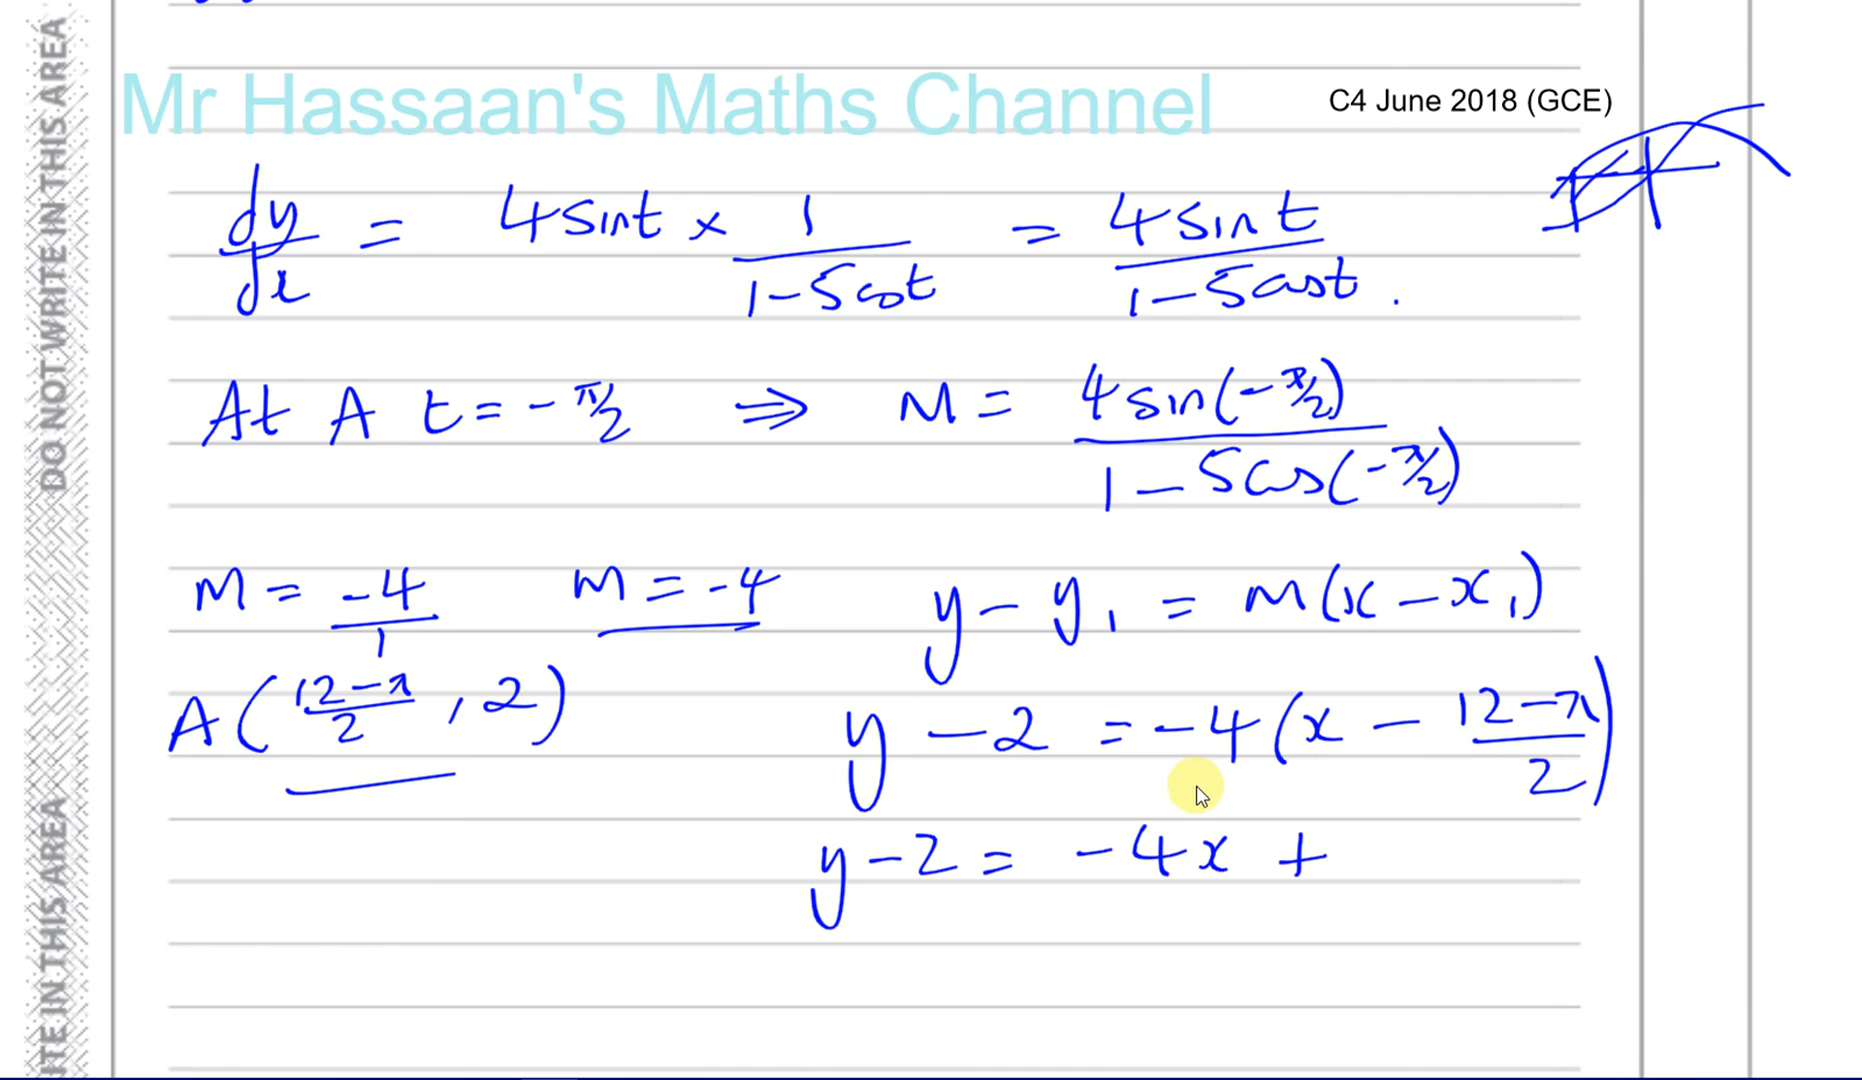 DO NOT WRITE IN THIS AREA
ITE IN THIS AREA
Mr Hassaan's Maths Channel
C4 June 2018 (GCE)
dy/dx = 4sint × 1/(1-5cost) = 4sint/(1-5cost).
At A t = -π/2 ⇒ M = 4sin(-π/2)/(1-5cos(-π/2))
M = -4/1 m = -4 y - y₁ = m(x - x₁)
A((12-π)/2, 2) y - 2 = -4(x - (12-π)/2)
y - 2 = -4x +